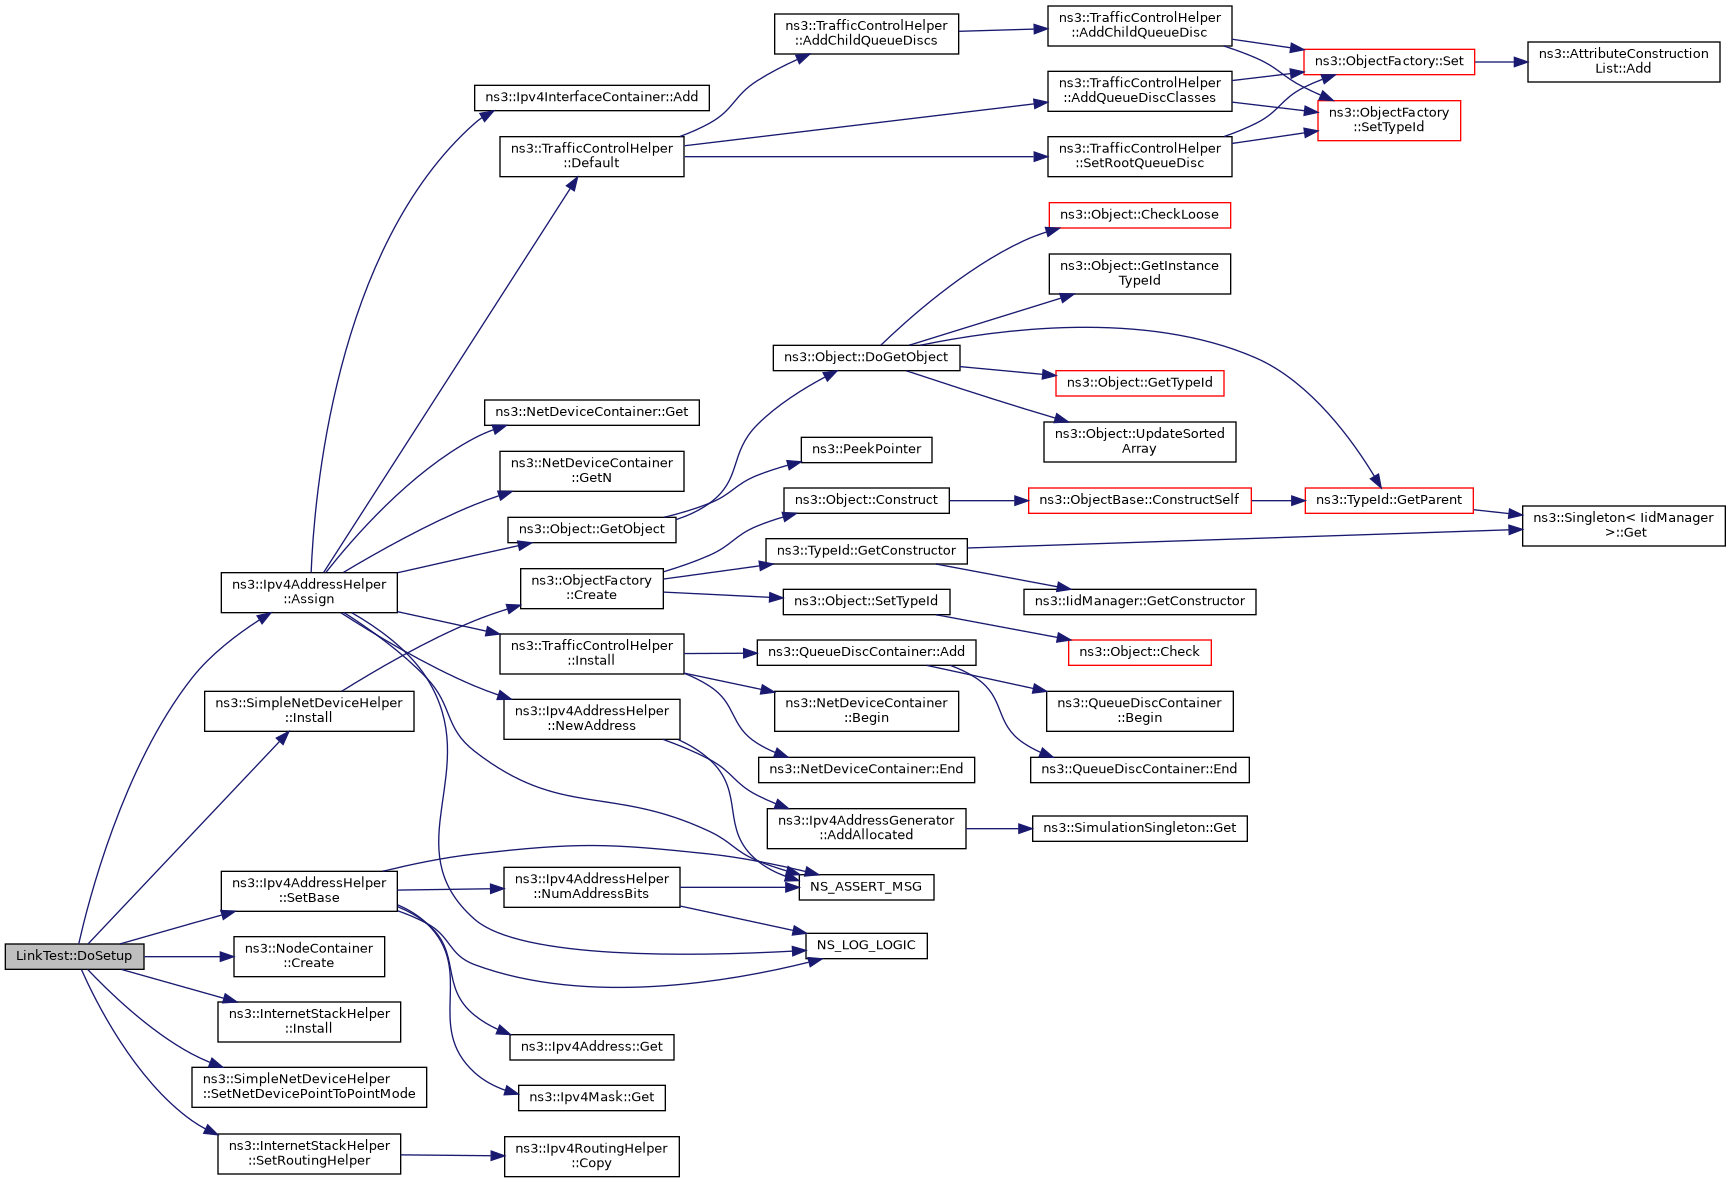 ns3::TrafficControlHelper
::AddChildQueueDiscs
ns3::TrafficControlHelper
::AddChildQueueDisc
ns3::ObjectFactory::Set
ns3::AttributeConstruction
List::Add
ns3::Ipv4InterfaceContainer::Add
ns3::TrafficControlHelper
::AddQueueDiscClasses
ns3::ObjectFactory
::SetTypeId
ns3::TrafficControlHelper
::Default
ns3::TrafficControlHelper
::SetRootQueueDisc
ns3::Object::CheckLoose
ns3::Object::GetInstance
TypeId
ns3::Object::DoGetObject
ns3::Object::GetTypeId
ns3::NetDeviceContainer::Get
ns3::Object::UpdateSorted
Array
ns3::PeekPointer
ns3::NetDeviceContainer
::GetN
ns3::Object::Construct
ns3::ObjectBase::ConstructSelf
ns3::TypeId::GetParent
ns3::Singleton< IidManager
>::Get
ns3::Object::GetObject
ns3::TypeId::GetConstructor
ns3::Ipv4AddressHelper
::Assign
ns3::ObjectFactory
::Create
ns3::Object::SetTypeId
ns3::IidManager::GetConstructor
ns3::TrafficControlHelper
::Install
ns3::QueueDiscContainer::Add
ns3::Object::Check
ns3::SimpleNetDeviceHelper
::Install
ns3::Ipv4AddressHelper
::NewAddress
ns3::NetDeviceContainer
::Begin
ns3::QueueDiscContainer
::Begin
ns3::NetDeviceContainer::End
ns3::QueueDiscContainer::End
ns3::Ipv4AddressGenerator
::AddAllocated
ns3::SimulationSingleton::Get
ns3::Ipv4AddressHelper
::SetBase
ns3::Ipv4AddressHelper
::NumAddressBits
NS_ASSERT_MSG
LinkTest::DoSetup
ns3::NodeContainer
::Create
NS_LOG_LOGIC
ns3::InternetStackHelper
::Install
ns3::Ipv4Address::Get
ns3::SimpleNetDeviceHelper
::SetNetDevicePointToPointMode
ns3::Ipv4Mask::Get
ns3::InternetStackHelper
::SetRoutingHelper
ns3::Ipv4RoutingHelper
::Copy